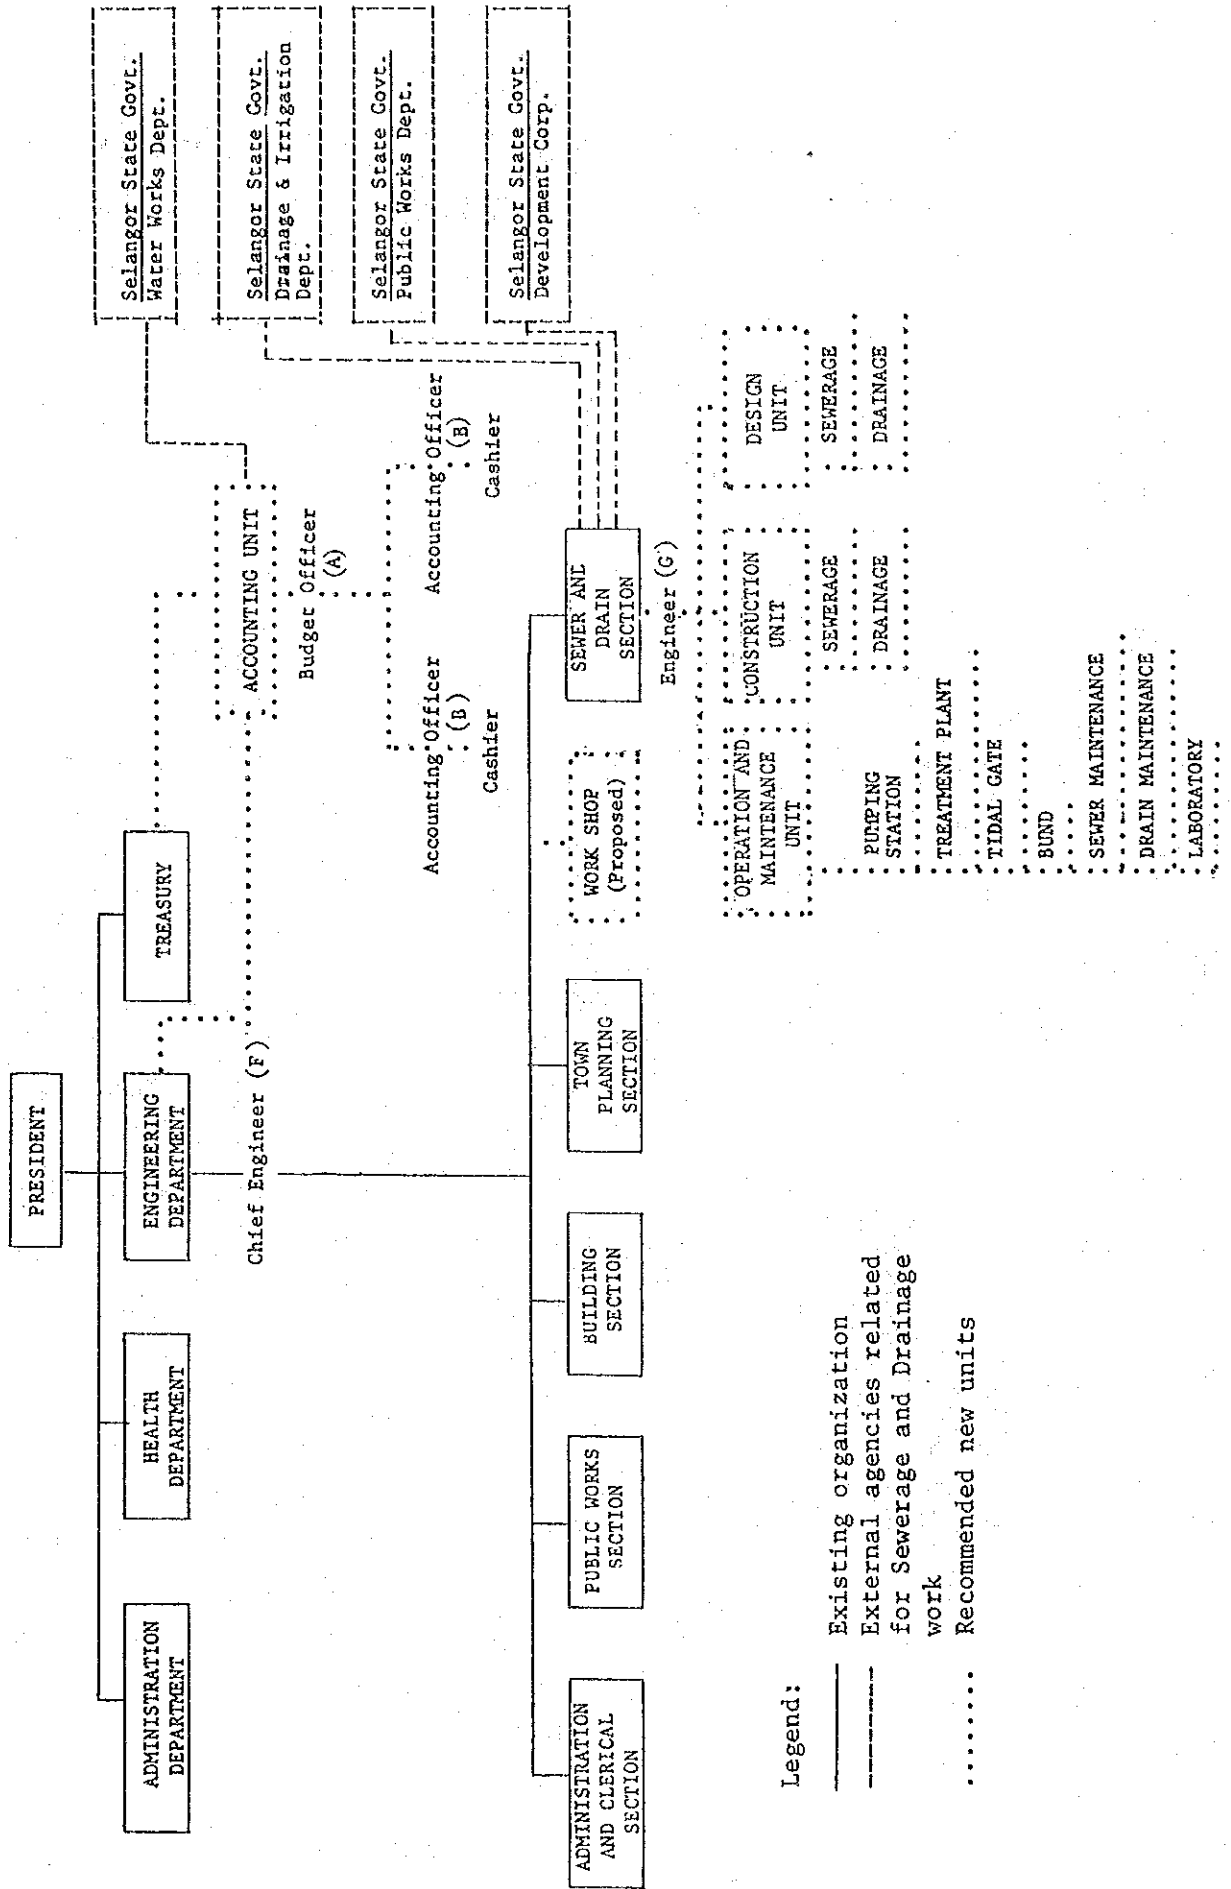 PRESIDENT
ADMINISTRATION
DEPARTMENT
HEALTH
DEPARTMENT
ENGINEERING
DEPARTMENT
TREASURY
Selangor State Govt.
Water Works Dept.
Selangor State Govt.
Drainage & Irrigation
Dept.
Selangor State Govt.
Public Works Dept.
Selangor State Govt.
Development Corp.
Chief Engineer (F)
ACCOUNTING UNIT
Budget Officer
(A)
Accounting Officer
(B)
Cashier
Accounting Officer
(B)
Cashier
ADMINISTRATION
AND CLERICAL
SECTION
PUBLIC WORKS
SECTION
BUILDING
SECTION
TOWN
PLANNING
SECTION
WORK SHOP
(Proposed)
SEWER AND
DRAIN
SECTION
Engineer (G)
OPERATION AND
MAINTENANCE
UNIT
CONSTRUCTION
UNIT
DESIGN
UNIT
PUMPING
STATION
TREATMENT PLANT
TIDAL GATE
BUND
SEWER MAINTENANCE
DRAIN MAINTENANCE
LABORATORY
SEWERAGE
DRAINAGE
SEWERAGE
DRAINAGE
Legend:
Existing organization
External agencies related
for Sewerage and Drainage
work
Recommended new units